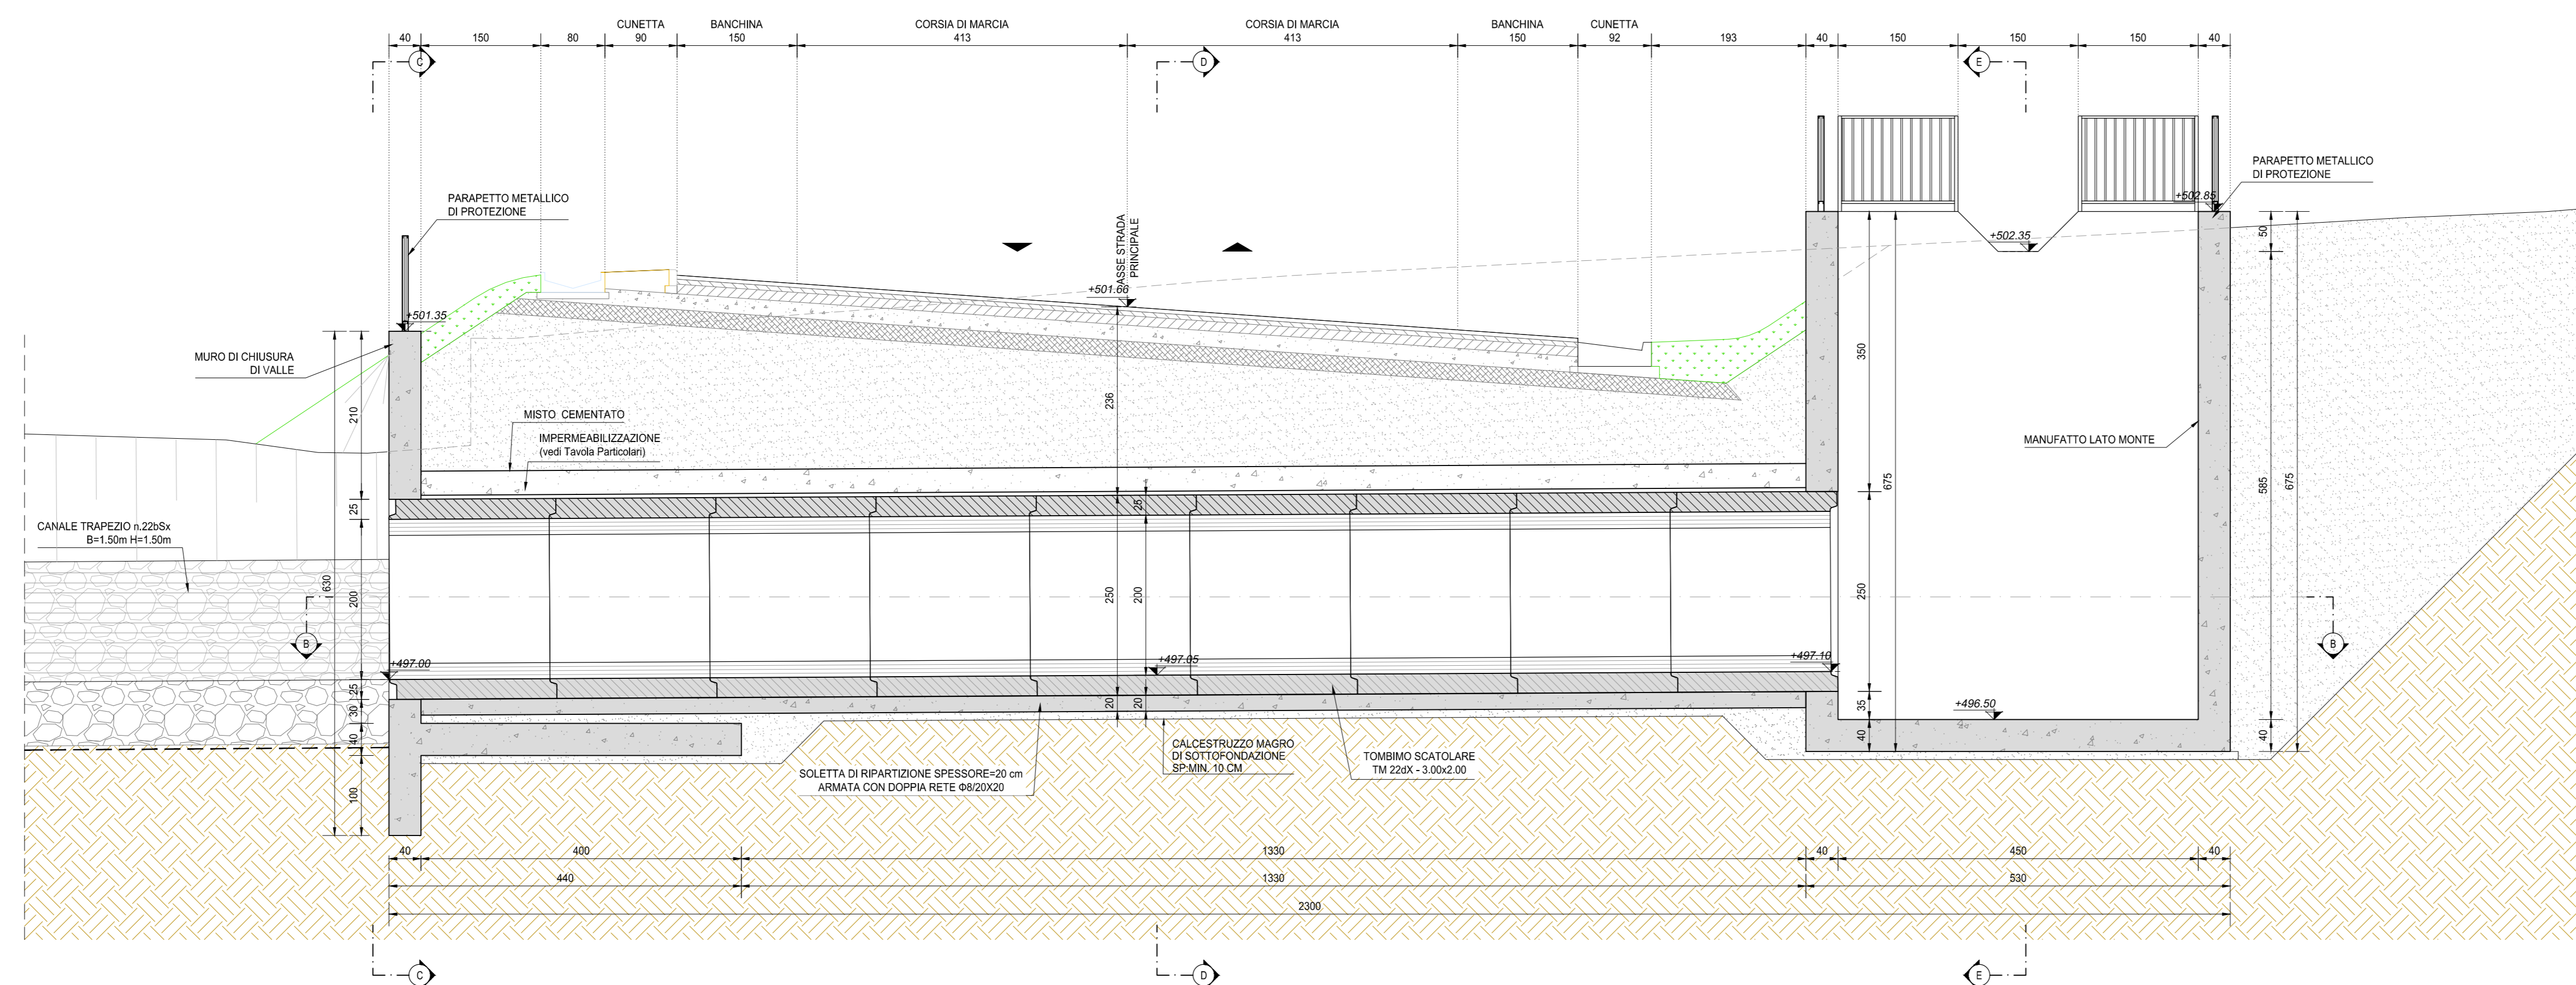 CUNETTA BANCHINA CORSIA DI MARCIA CORSIA DI MARCIA BANCHINA CUNETTA
40 150 80 90 150 413 413 150 92 193 40 150 150 150 40
C D E
PARAPETTO METALLICO
DI PROTEZIONE
+502.85
PARAPETTO METALLICO
DI PROTEZIONE
ASSE STRADA
PRINCIPALE
+502.35
50
+501.66
+501.35
MURO DI CHIUSURA
DI VALLE
210
236
350
MISTO CEMENTATO
IMPERMEABILIZZAZIONE
(vedi Tavola Particolari)
MANUFATTO LATO MONTE
675
585
675
25
25
CANALE TRAPEZIO n.22bSx
B=1.50m H=1.50m
630
200
250
200
250
B
B
+497.00
+497.05
+497.10
25
30
40
100
20
20
35
40
+496.50
40
CALCESTRUZZO MAGRO
DI SOTTOFONDAZIONE
SP.MIN. 10 CM
TOMBIMO SCATOLARE
TM 22dX - 3.00x2.00
SOLETTA DI RIPARTIZIONE SPESSORE=20 cm
ARMATA CON DOPPIA RETE Φ8/20X20
40 400 1330 40 450 40
440 1330 530
2300
C D E